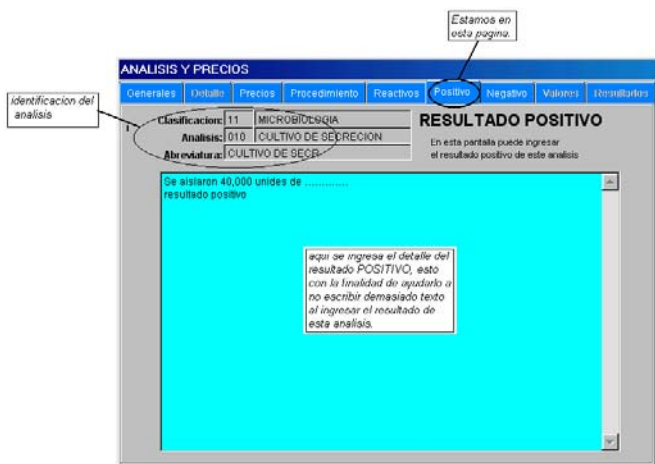 Estamos en
esta pagina.
ANALISIS Y PRECIOS
Generales Detalle Precios Procedimiento Reactivos Positivo Negativo Valores Resultados
identificacion del
analisis
Clasificacion: 11 MICROBIOLOGIA
Analisis: 010 CULTIVO DE SECRECION
Abreviatura: CULTIVO DE SECR
RESULTADO POSITIVO
En esta pantalla puede ingresar
el resultado positivo de este analisis
Se aislaron 40,000 unides de .............
resultado positivo
aqui se ingresa el detalle del
resultado POSITIVO, esto
con la finalidad de ayudarlo a
no escribir demasiado texto
al ingresar el resultado de
esta analisis.